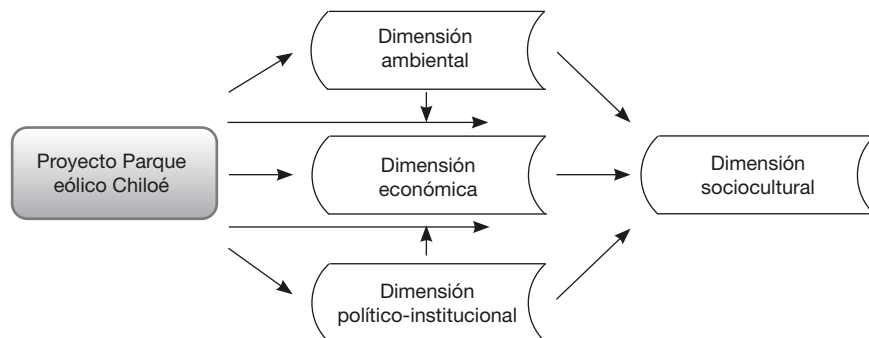 Dimensión
ambiental
Proyecto Parque
eólico Chiloé
Dimensión
económica
Dimensión
sociocultural
Dimensión
político-institucional